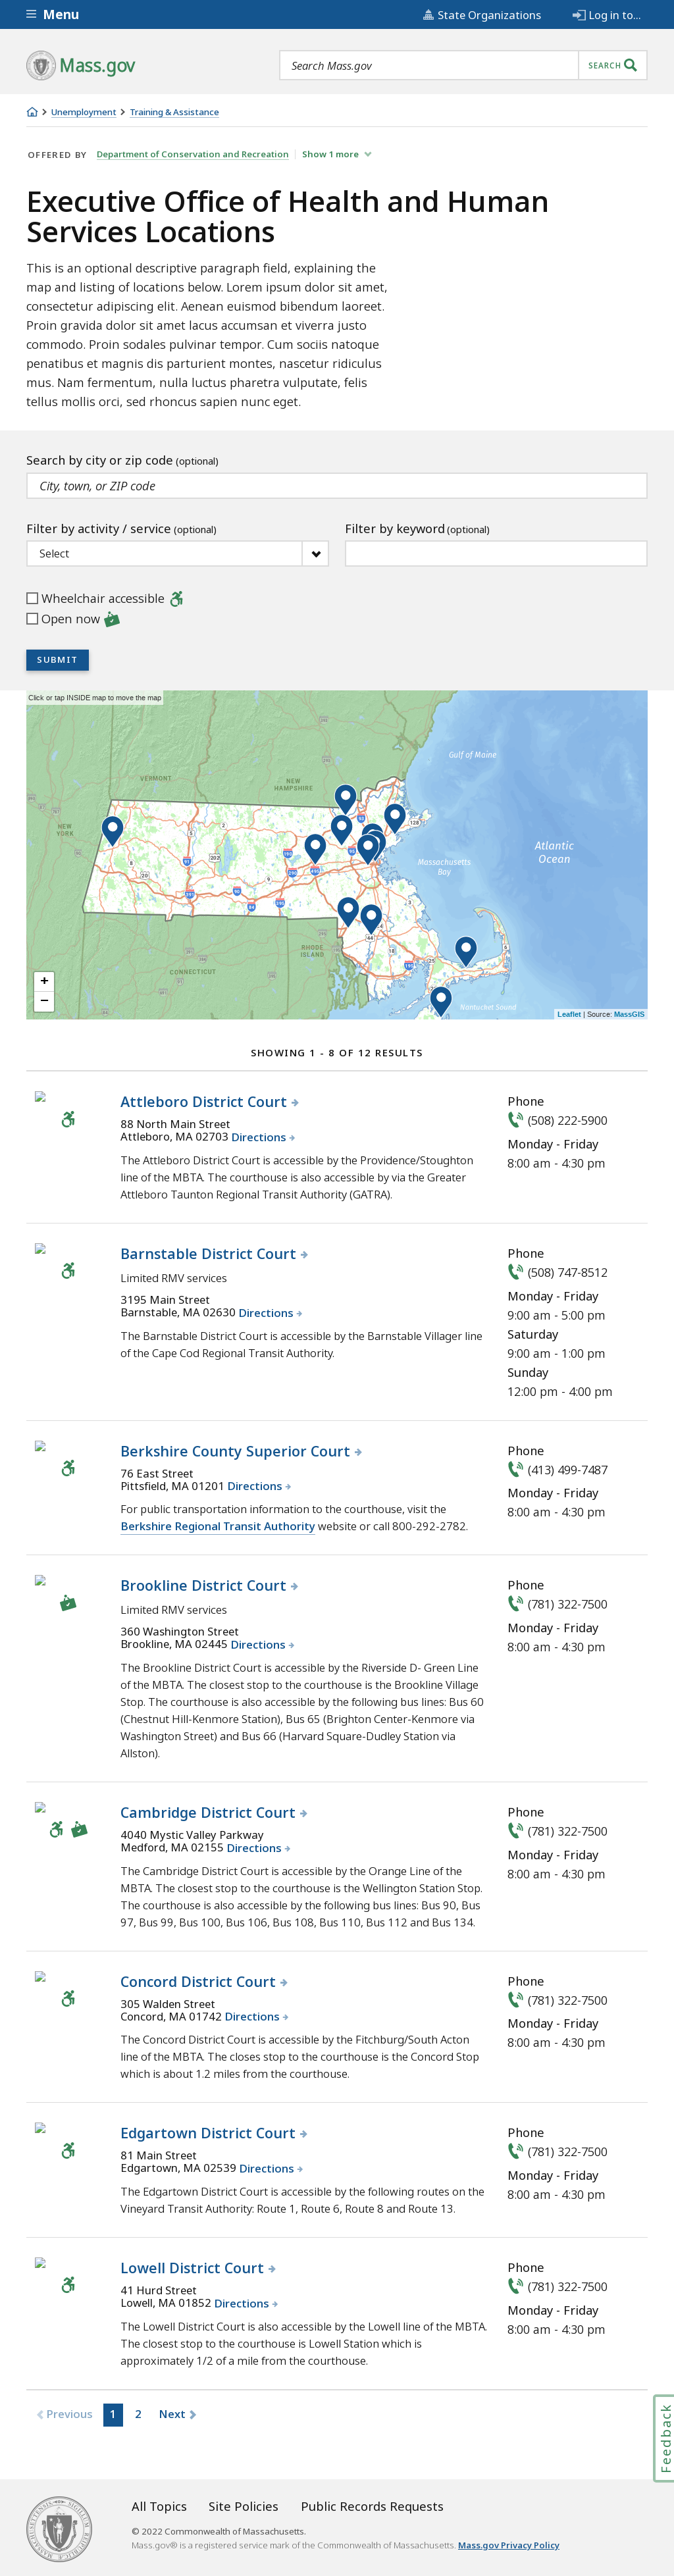 Menu
State Organizations
Log in to...
Mass.gov
Search Mass.gov
SEARCH
Unemployment
Training & Assistance
OFFERED BY
Department of Conservation and Recreation
Show 1 more
Executive Office of Health and Human
Services Locations
This is an optional descriptive paragraph field, explaining the
map and listing of locations below. Lorem ipsum dolor sit amet,
consectetur adipiscing elit. Aenean euismod bibendum laoreet.
Proin gravida dolor sit amet lacus accumsan et viverra justo
commodo. Proin sodales pulvinar tempor. Cum sociis natoque
penatibus et magnis dis parturient montes, nascetur ridiculus
mus. Nam fermentum, nulla luctus pharetra vulputate, felis
tellus mollis orci, sed rhoncus sapien nunc eget.
Search by city or zip code (optional)
City, town, or ZIP code
Filter by activity / service (optional)
Filter by keyword (optional)
Select
Wheelchair accessible
Open now
SUBMIT
Click or tap INSIDE map to move the map
Gulf of Maine
VERMONT
NEW
HAMPSHIRE
NEW
YORK
Atlantic
Ocean
Massachusetts
Bay
RHODE
ISLAND
CONNECTICUT
Nantucket Sound
+
−
Leaflet | Source: MassGIS
SHOWING 1 - 8 OF 12 RESULTS
Attleboro District Court
88 North Main Street
Attleboro, MA 02703 Directions
The Attleboro District Court is accessible by the Providence/Stoughton
line of the MBTA. The courthouse is also accessible by via the Greater
Attleboro Taunton Regional Transit Authority (GATRA).
Phone
(508) 222-5900
Monday - Friday
8:00 am - 4:30 pm
Barnstable District Court
Limited RMV services
3195 Main Street
Barnstable, MA 02630 Directions
The Barnstable District Court is accessible by the Barnstable Villager line
of the Cape Cod Regional Transit Authority.
Phone
(508) 747-8512
Monday - Friday
9:00 am - 5:00 pm
Saturday
9:00 am - 1:00 pm
Sunday
12:00 pm - 4:00 pm
Berkshire County Superior Court
76 East Street
Pittsfield, MA 01201 Directions
For public transportation information to the courthouse, visit the
Berkshire Regional Transit Authority website or call 800-292-2782.
Phone
(413) 499-7487
Monday - Friday
8:00 am - 4:30 pm
Brookline District Court
Limited RMV services
360 Washington Street
Brookline, MA 02445 Directions
The Brookline District Court is accessible by the Riverside D- Green Line
of the MBTA. The closest stop to the courthouse is the Brookline Village
Stop. The courthouse is also accessible by the following bus lines: Bus 60
(Chestnut Hill-Kenmore Station), Bus 65 (Brighton Center-Kenmore via
Washington Street) and Bus 66 (Harvard Square-Dudley Station via
Allston).
Phone
(781) 322-7500
Monday - Friday
8:00 am - 4:30 pm
Cambridge District Court
4040 Mystic Valley Parkway
Medford, MA 02155 Directions
The Cambridge District Court is accessible by the Orange Line of the
MBTA. The closest stop to the courthouse is the Wellington Station Stop.
The courthouse is also accessible by the following bus lines: Bus 90, Bus
97, Bus 99, Bus 100, Bus 106, Bus 108, Bus 110, Bus 112 and Bus 134.
Phone
(781) 322-7500
Monday - Friday
8:00 am - 4:30 pm
Concord District Court
305 Walden Street
Concord, MA 01742 Directions
The Concord District Court is accessible by the Fitchburg/South Acton
line of the MBTA. The closes stop to the courthouse is the Concord Stop
which is about 1.2 miles from the courthouse.
Phone
(781) 322-7500
Monday - Friday
8:00 am - 4:30 pm
Edgartown District Court
81 Main Street
Edgartown, MA 02539 Directions
The Edgartown District Court is accessible by the following routes on the
Vineyard Transit Authority: Route 1, Route 6, Route 8 and Route 13.
Phone
(781) 322-7500
Monday - Friday
8:00 am - 4:30 pm
Lowell District Court
41 Hurd Street
Lowell, MA 01852 Directions
The Lowell District Court is also accessible by the Lowell line of the MBTA.
The closest stop to the courthouse is Lowell Station which is
approximately 1/2 of a mile from the courthouse.
Phone
(781) 322-7500
Monday - Friday
8:00 am - 4:30 pm
Previous
1
2
Next
Feedback
All Topics
Site Policies
Public Records Requests
© 2022 Commonwealth of Massachusetts.
Mass.gov® is a registered service mark of the Commonwealth of Massachusetts. Mass.gov Privacy Policy